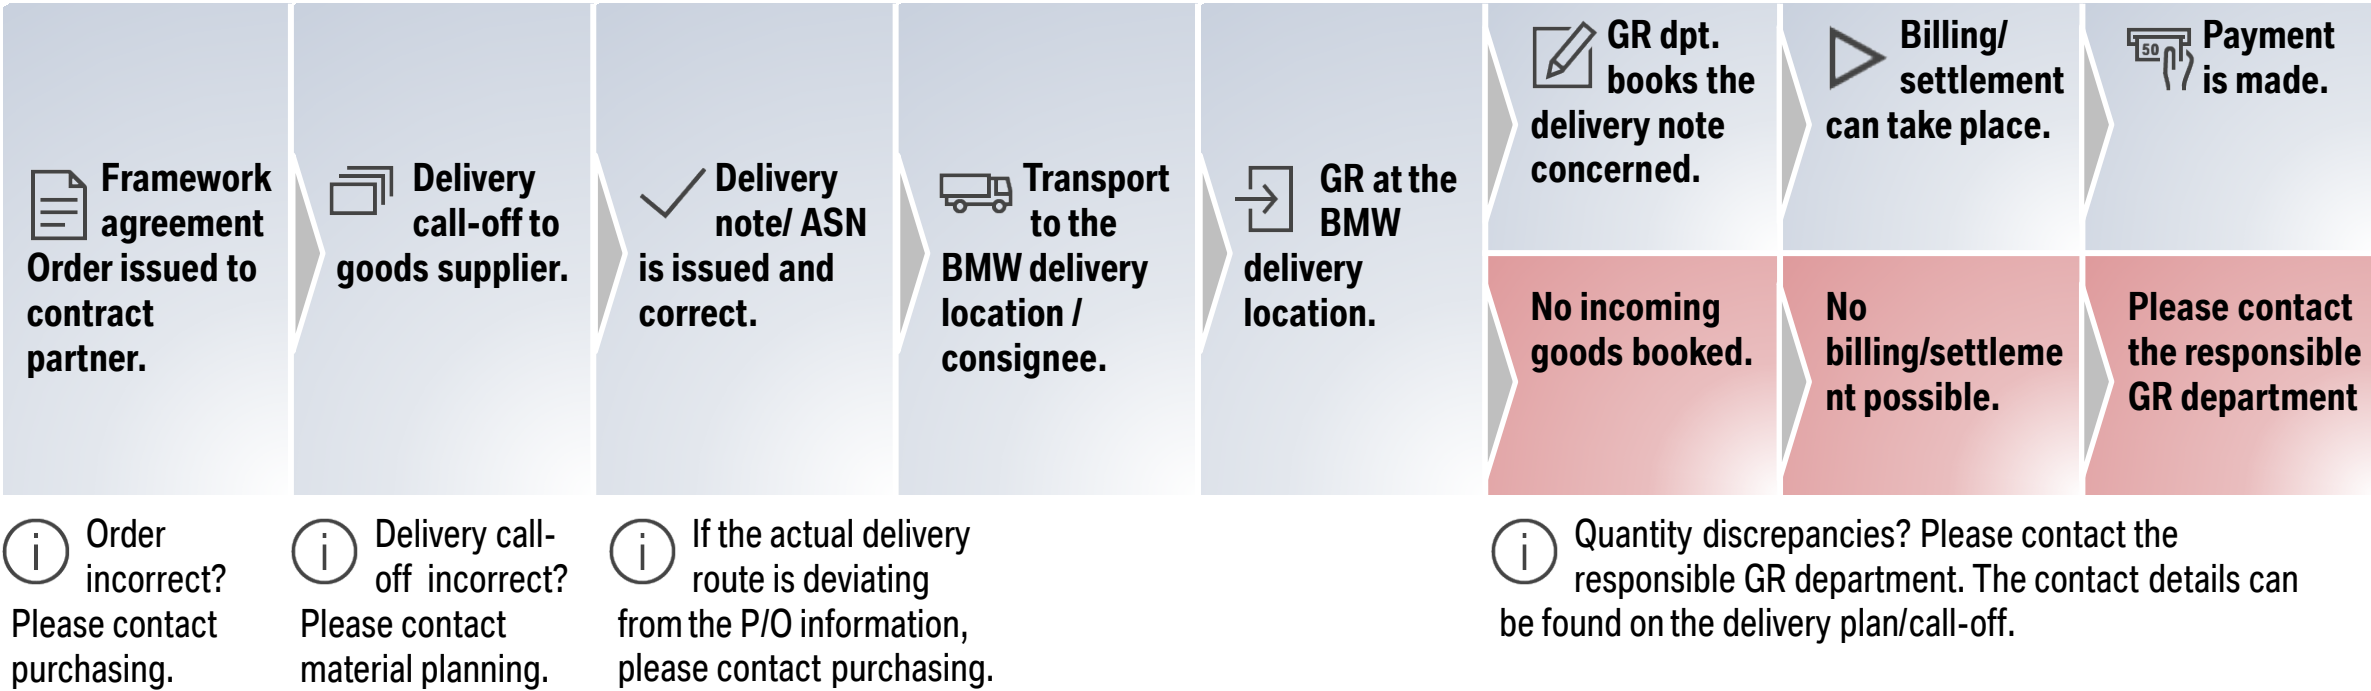 Framework
agreement
Order issued to
contract
partner.
Delivery
call-off to
goods supplier.
Delivery
note/ ASN
is issued and
correct.
Transport
to the
BMW delivery
location /
consignee.
GR at the
BMW
delivery
location.
GR dpt.
books the
delivery note
concerned.
Billing/
settlement
can take place.
50
Payment
is made.
No incoming
goods booked.
No
billing/settleme
nt possible.
Please contact
the responsible
GR department
i
Order
incorrect?
Please contact
purchasing.
i
Delivery call-
off incorrect?
Please contact
material planning.
i
If the actual delivery
route is deviating
from the P/O information,
please contact purchasing.
i
Quantity discrepancies? Please contact the
responsible GR department. The contact details can
be found on the delivery plan/call-off.